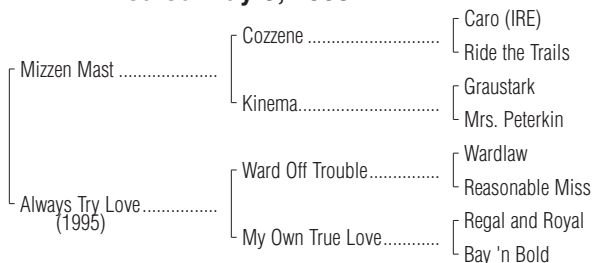 Caro (IRE)
Cozzene ..............................
Ride the Trails
Mizzen Mast ......................
Graustark
Kinema................................
Mrs. Peterkin
Wardlaw
Ward Off Trouble................
Reasonable Miss
Always Try Love.................
(1995)
Regal and Royal
My Own True Love............
Bay 'n Bold